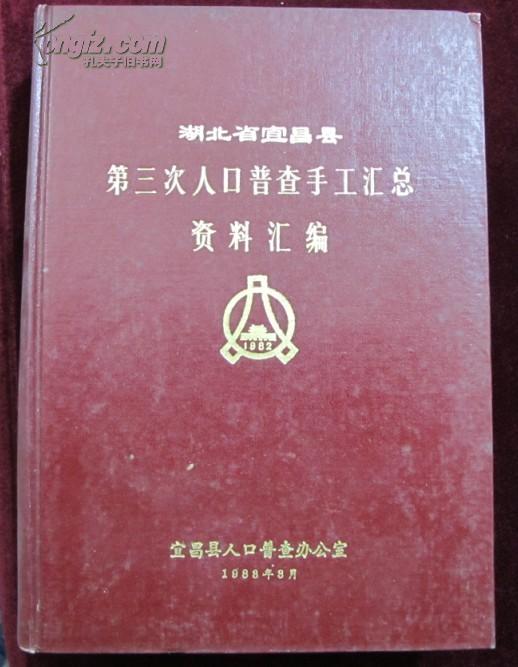 Kongfz.com
孔夫子旧书网
湖北省宜昌县
第三次人口普查手工汇总
资料汇编
1982
宜昌县人口普查办公室
1983年8月